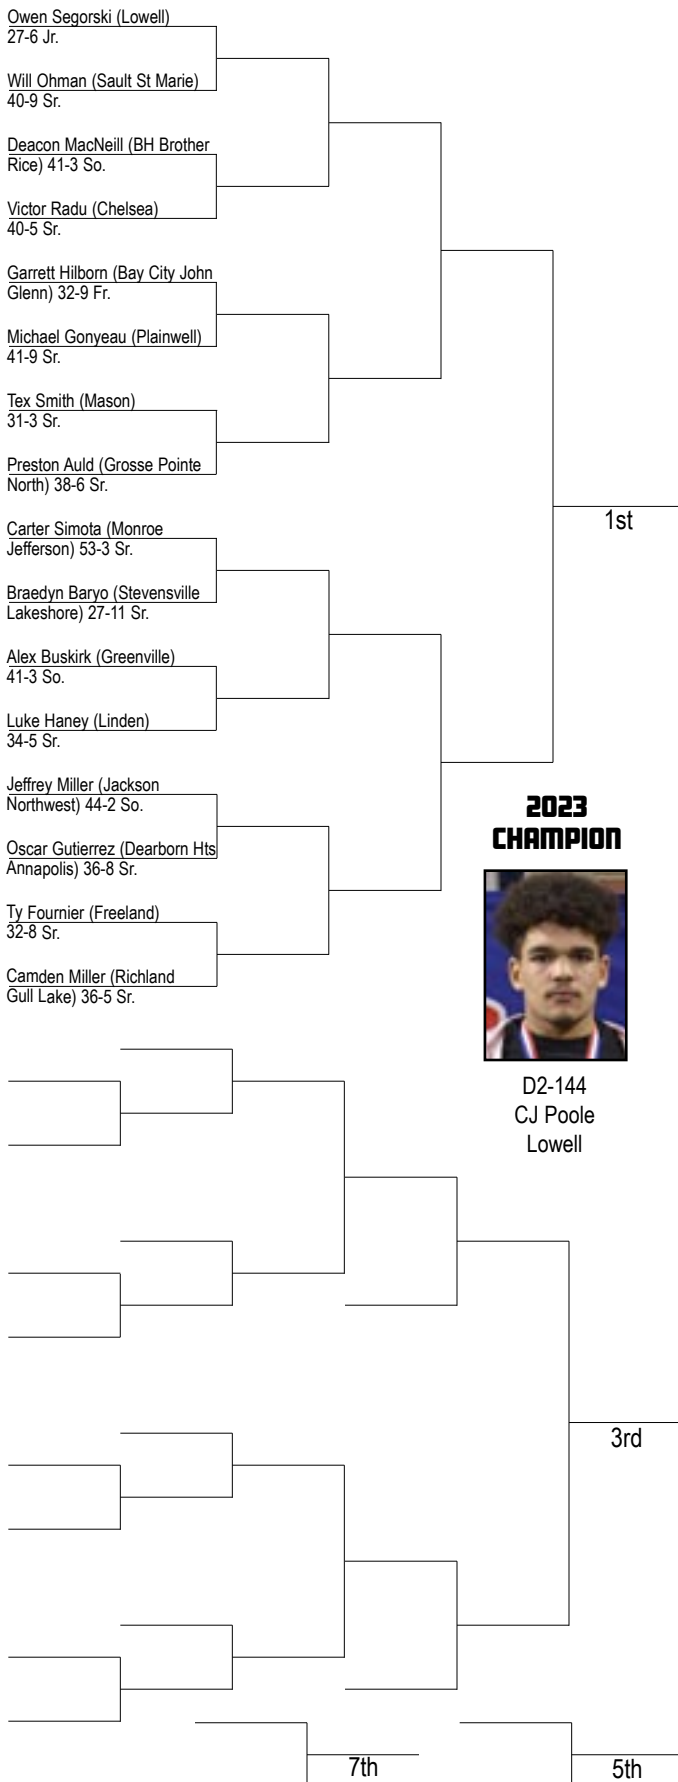 Owen Segorski (Lowell)
27-6 Jr.
Will Ohman (Sault St Marie)
40-9 Sr.
Deacon MacNeill (BH Brother
Rice) 41-3 So.
Victor Radu (Chelsea)
40-5 Sr.
Garrett Hilborn (Bay City John
Glenn) 32-9 Fr.
Michael Gonyeau (Plainwell)
41-9 Sr.
Tex Smith (Mason)
31-3 Sr.
Preston Auld (Grosse Pointe
North) 38-6 Sr.
1st
Carter Simota (Monroe
Jefferson) 53-3 Sr.
Braedyn Baryo (Stevensville
Lakeshore) 27-11 Sr.
Alex Buskirk (Greenville)
41-3 So.
Luke Haney (Linden)
34-5 Sr.
Jeffrey Miller (Jackson
Northwest) 44-2 So.
Oscar Gutierrez (Dearborn Hts
Annapolis) 36-8 Sr.
Ty Fournier (Freeland)
32-8 Sr.
Camden Miller (Richland
Gull Lake) 36-5 Sr.
2023
CHAMPION
D2-144
CJ Poole
Lowell
3rd
7th
5th